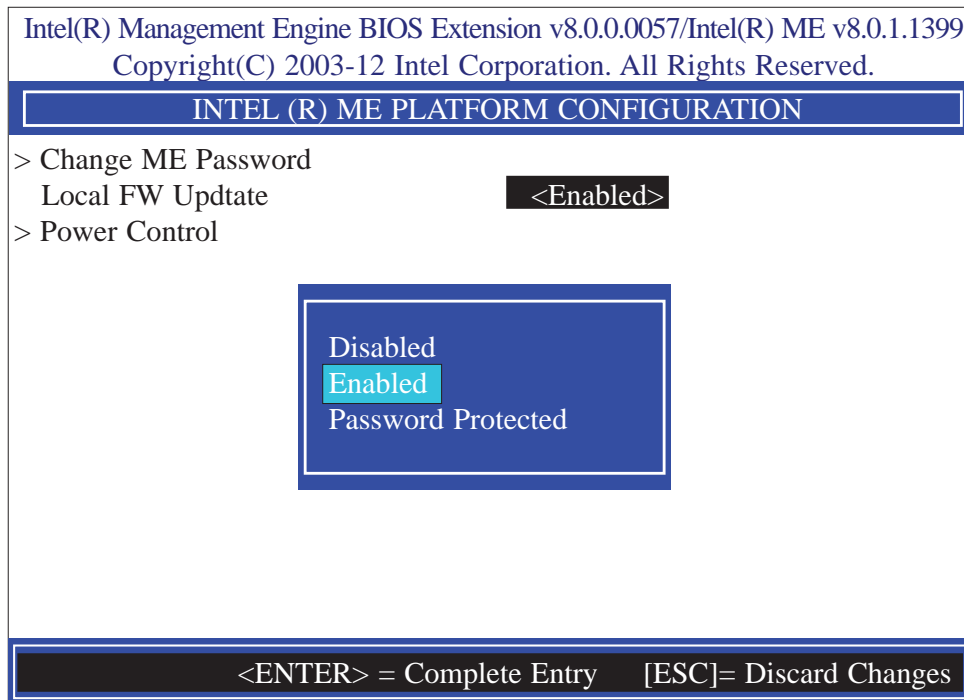 Intel(R) Management Engine BIOS Extension v8.0.0.0057/Intel(R) ME v8.0.1.1399
Copyright(C) 2003-12 Intel Corporation. All Rights Reserved.
INTEL (R) ME PLATFORM CONFIGURATION
> Change ME Password
Local FW Updtate <Enabled>
> Power Control
Disabled
Enabled
Password Protected
<ENTER> = Complete Entry [ESC]= Discard Changes